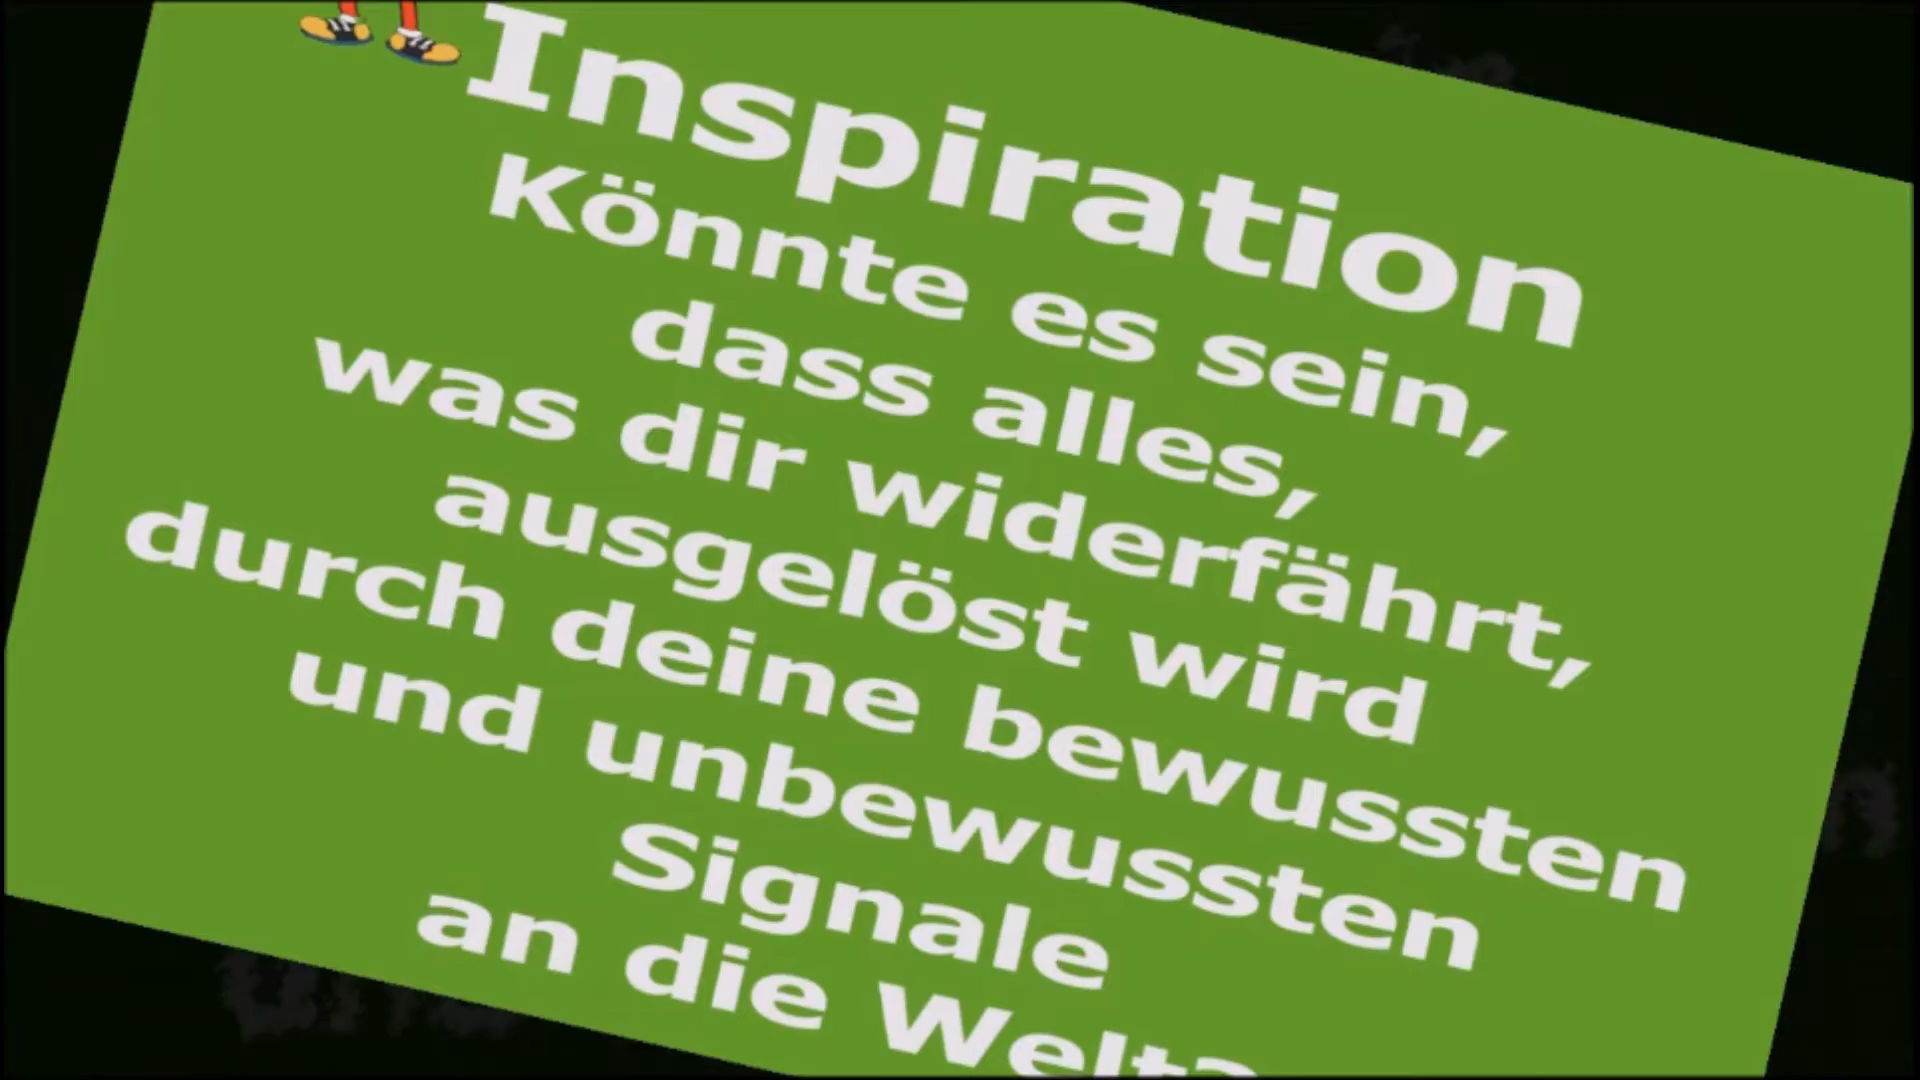 Inspiration
Könnte es sein,
dass alles,
was dir widerfährt,
ausgelöst wird
durch deine bewussten
und unbewussten
Signale
an die Welt?